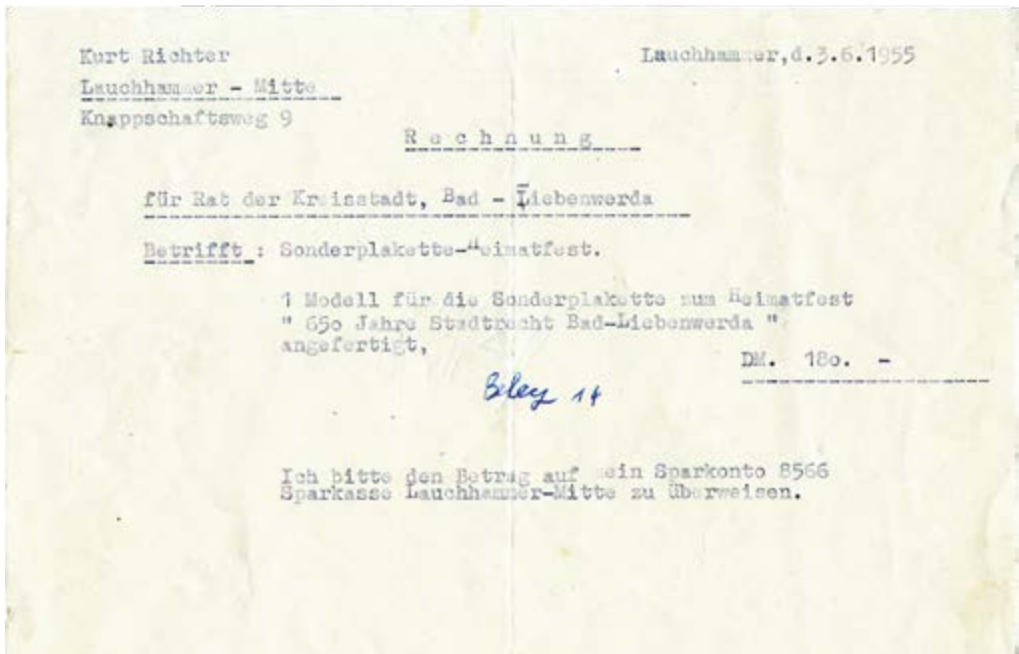 Kurt Richter
Lauchhammer, d.3.6.1955
Lauchhammer - Mitte
Knappschaftsweg 9
Rechnung
für Rat der Kreisstadt, Bad - Liebenwerda
Betrifft : Sonderplakette-Heimatfest.
1 Modell für die Sonderplakette zum Heimatfest
" 65o Jahre Stadtrecht Bad-Liebenwerda "
angefertigt,
DM. 18o. -
Beleg 14
Ich bitte den Betrag auf mein Sparkonto 8566
Sparkasse Lauchhammer-Mitte zu überweisen.